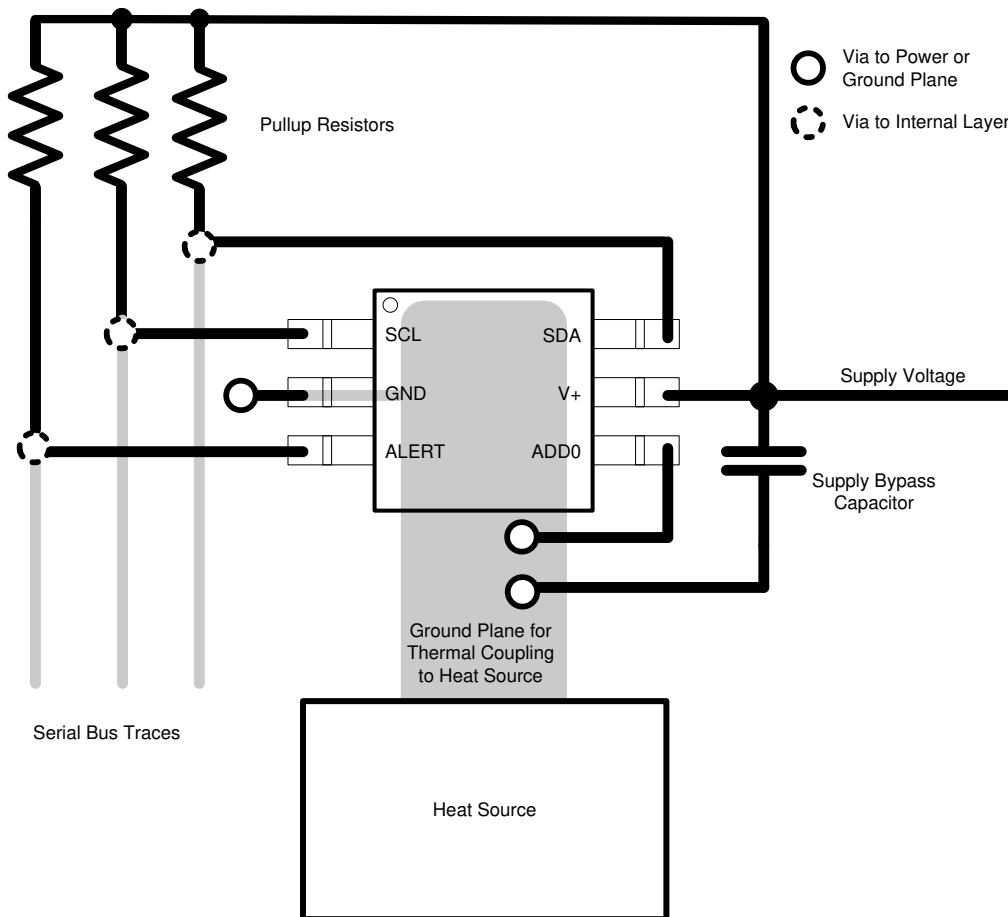 Via to Power or
Ground Plane
Via to Internal Layer
Pullup Resistors
SCL
SDA
GND
V+
ALERT
ADD0
Supply Voltage
Supply Bypass
Capacitor
Ground Plane for
Thermal Coupling
to Heat Source
Serial Bus Traces
Heat Source